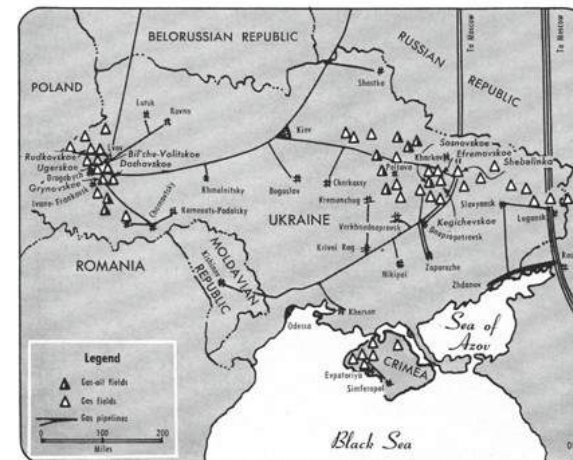 BELORUSSIAN REPUBLIC
RUSSIAN
REPUBLIC
To Moscow
To Moscow
POLAND
Lutsk
Rovno
Shostka
Kiev
Sosnovskoe
Efremovskoe
Kharkov
Shebelinka
Rudkovskoe
Lvov
Bil'che-Volitskoe
Ugerskoe
Dashavskoe
Drogobych
Grynovskoe
Ivano-Frankovsk
Chernovtsy
Khmelnitsky
Kamenets-Podolsky
Boguslav
Cherkassy
Poltava
Kremenchug
UKRAINE
Verkhnedneprovsk
Krivoi Rog
Kegichevskoe
Dnepropetrovsk
Slavyansk
Lugansk
Zaporozhe
Nikopol
Zhdanov
ROMANIA
MOLDAVIAN
REPUBLIC
Kishinev
Odessa
Kherson
Sea of
Azov
CRIMEA
Evpatoriya
Simferopol
Black Sea
Legend
Gas-oil fields
Gas fields
Gas pipelines
0 100 200
Miles